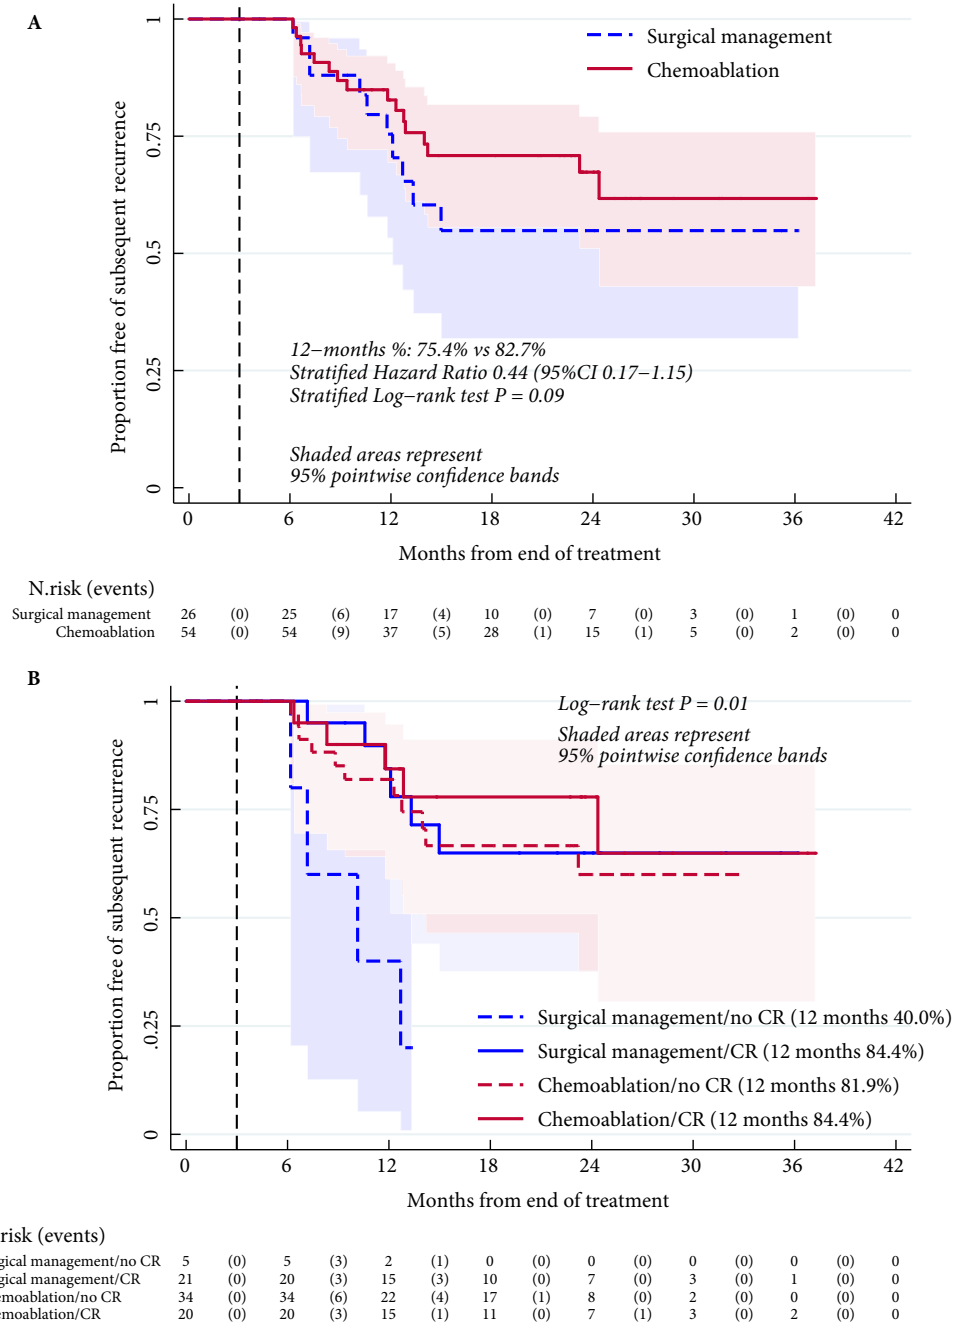 A
Surgical management
Chemoablation
Proportion free of subsequent recurrence
1
0.75
0.5
0.25
0
12−months %: 75.4% vs 82.7%
Stratified Hazard Ratio 0.44 (95%CI 0.17−1.15)
Stratified Log−rank test P = 0.09
Shaded areas represent
95% pointwise confidence bands
0 6 12 18 24 30 36 42
Months from end of treatment
N.risk (events)
Surgical management 26 (0) 25 (6) 17 (4) 10 (0) 7 (0) 3 (0) 1 (0) 0
Chemoablation 54 (0) 54 (9) 37 (5) 28 (1) 15 (1) 5 (0) 2 (0) 0
B
Log−rank test P = 0.01
Shaded areas represent
95% pointwise confidence bands
Proportion free of subsequent recurrence
1
0.75
0.5
0.25
0
Surgical management/no CR (12 months 40.0%)
Surgical management/CR (12 months 84.4%)
Chemoablation/no CR (12 months 81.9%)
Chemoablation/CR (12 months 84.4%)
0 6 12 18 24 30 36 42
Months from end of treatment
risk (events)
gical management/no CR 5 (0) 5 (3) 2 (1) 0 (0) 0 (0) 0 (0) 0 (0) 0
gical management/CR 21 (0) 20 (3) 15 (3) 10 (0) 7 (0) 3 (0) 1 (0) 0
emoablation/no CR 34 (0) 34 (6) 22 (4) 17 (1) 8 (0) 2 (0) 0 (0) 0
emoablation/CR 20 (0) 20 (3) 15 (1) 11 (0) 7 (1) 3 (0) 2 (0) 0